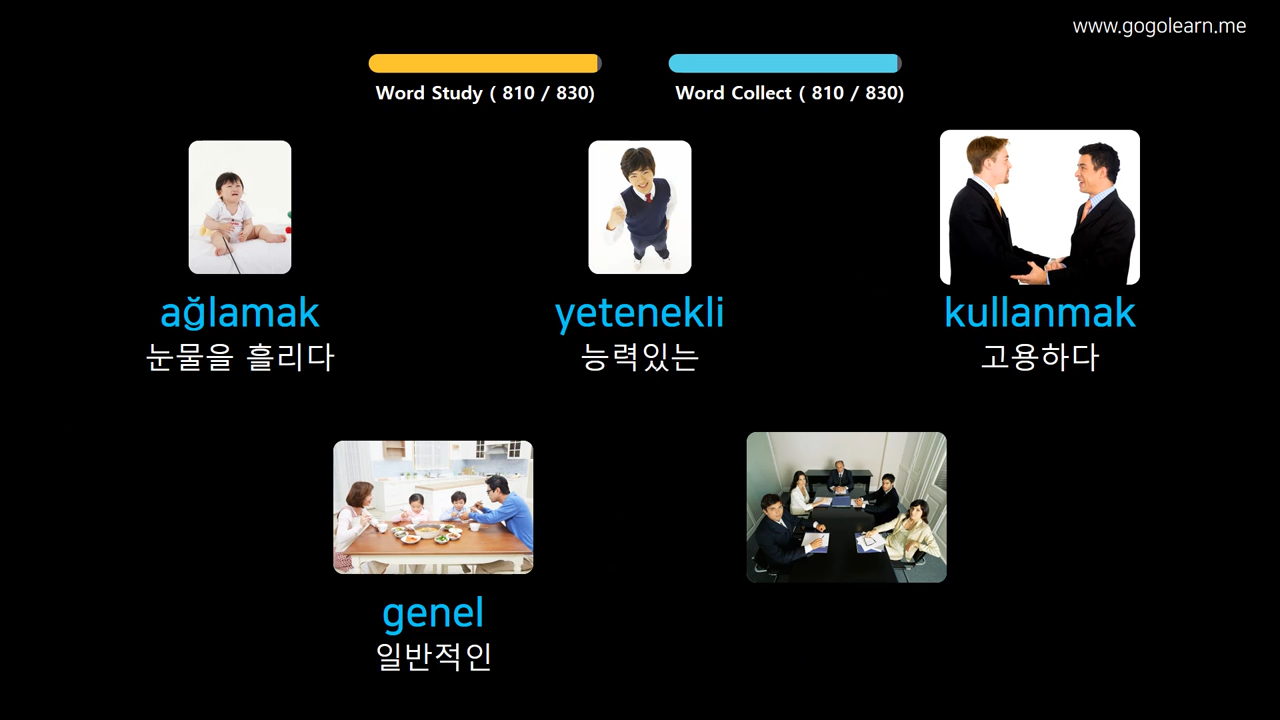 www.gogolearn.me
Word Study ( 810 / 830)
Word Collect ( 810 / 830)
ağlamak
눈물을 흘리다
yetenekli
능력있는
kullanmak
고용하다
genel
일반적인